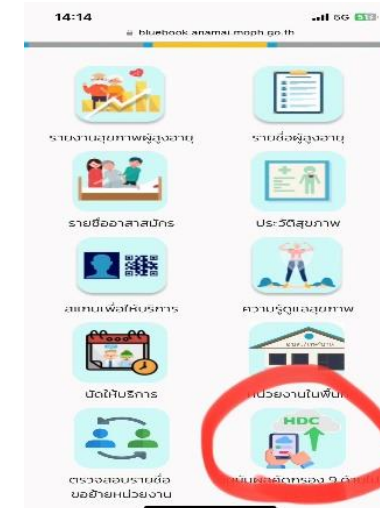 14:14
5G
bluebook.anamai.moph.go.th
รายงานสุขภาพผู้สูงอายุ
รายชื่อผู้สูงอายุ
รายชื่ออาสาสมัคร
ประวัติสุขภาพ
สแกนเพื่อให้บริการ
ความรู้ดูแลสุขภาพ
นัดให้บริการ
หน่วยงานในพื้นที่
HDC
ตรวจสอบรายชื่อ
ขอย้ายหน่วยงาน
คัดกรอง 9 ด้าน